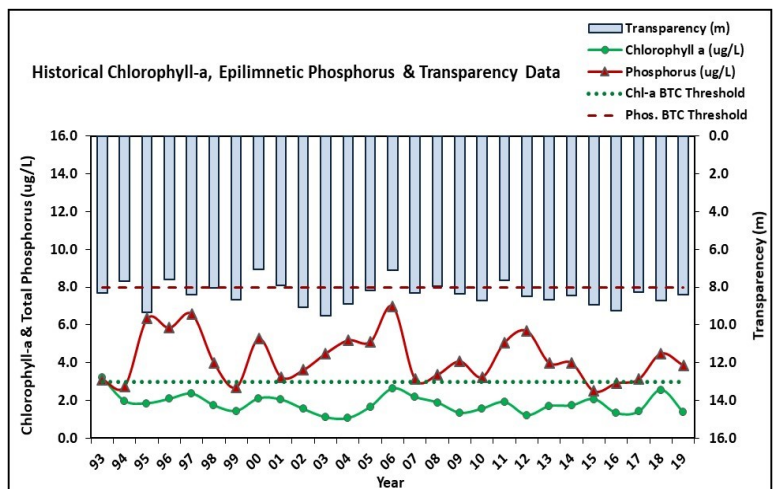 Transparency (m)
Chlorophyll a (ug/L)
Phosphorus (ug/L)
Chl-a BTC Threshold
Phos. BTC Threshold
Historical Chlorophyll-a, Epilimnetic Phosphorus & Transparency Data
Chlorophyll-a & Total Phosphorus (ug/L)
16.0
14.0
12.0
10.0
8.0
6.0
4.0
2.0
0.0
0.0
2.0
4.0
6.0
8.0
10.0
12.0
14.0
16.0
Transparencey (m)
93 94 95 96 97 98 99 00 01 02 03 04 05 06 07 08 09 10 11 12 13 14 15 16 17 18 19
Year